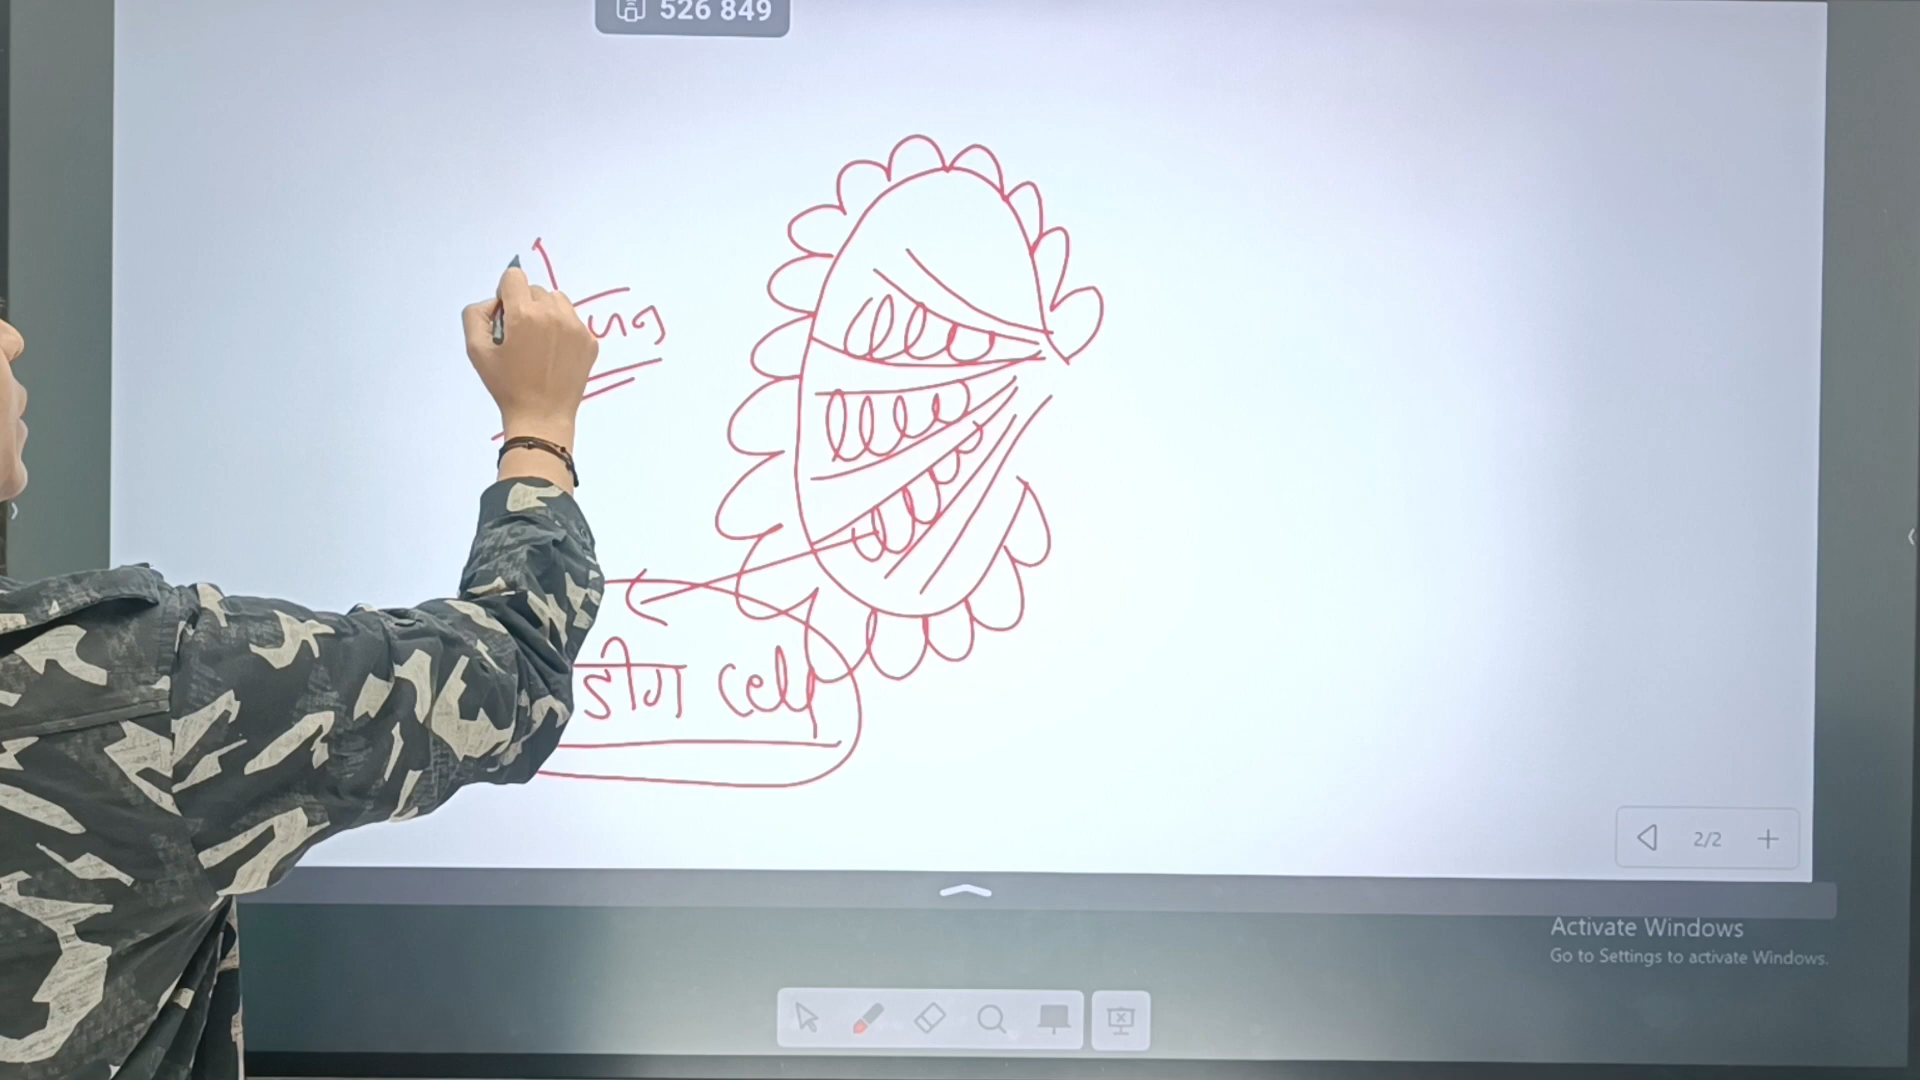 526 849
डीग cell
2/2
Activate Windows
Go to Settings to activate Windows.